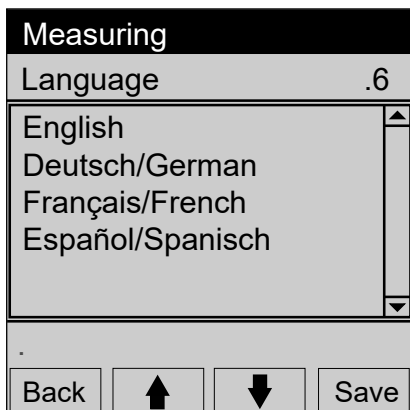 Measuring
Language .6
English
Deutsch/German
Français/French
Español/Spanisch
.
Back Save